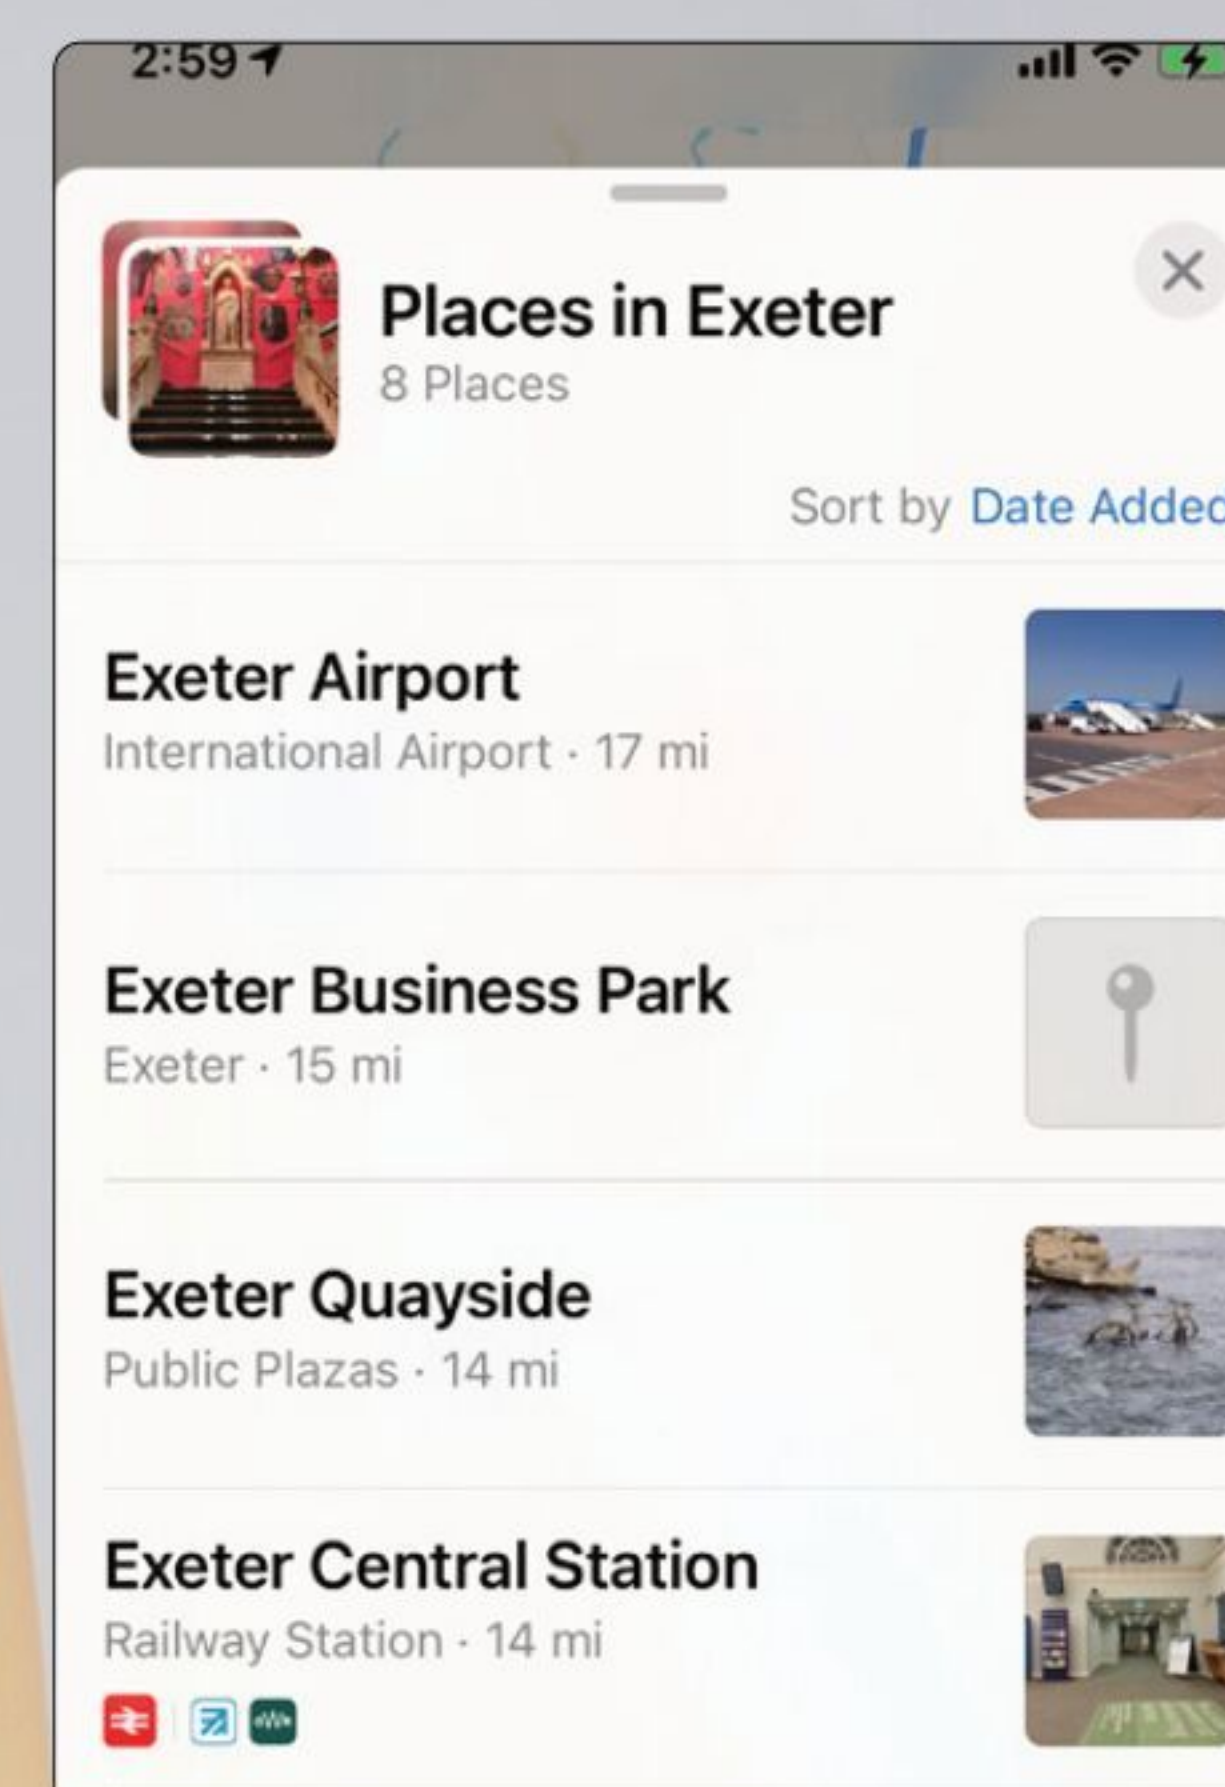 2:59
Places in Exeter
8 Places
Sort by Date Added
Exeter Airport
International Airport · 17 mi
Exeter Business Park
Exeter · 15 mi
Exeter Quayside
Public Plazas · 14 mi
Exeter Central Station
Railway Station · 14 mi